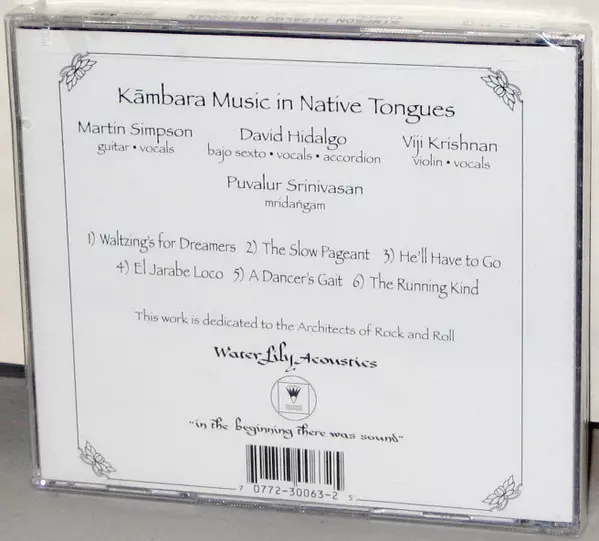 Kāmbara Music in Native Tongues
Martin Simpson
guitar • vocals
David Hidalgo
bajo sexto • vocals • accordion
Viji Krishnan
violin • vocals
Puvalur Srinivasan
mridaṅgam
1) Waltzing's for Dreamers 2) The Slow Pageant 3) He'll Have to Go
4) El Jarabe Loco 5) A Dancer's Gait 6) The Running Kind
This work is dedicated to the Architects of Rock and Roll
Water Lily Acoustics
"in the beginning there was sound"
7 0772-30063-2 5